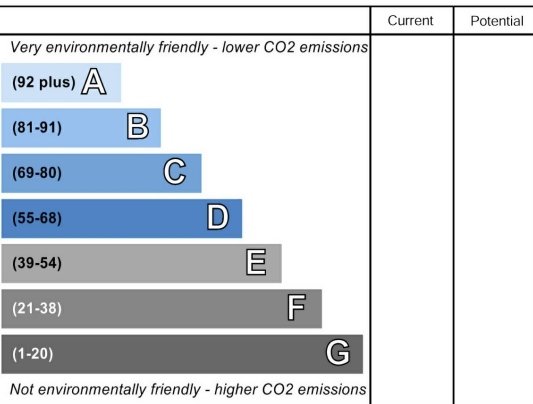 Current Potential
Very environmentally friendly - lower CO2 emissions
(92 plus) A
(81-91) B
(69-80) C
(55-68) D
(39-54) E
(21-38) F
(1-20) G
Not environmentally friendly - higher CO2 emissions